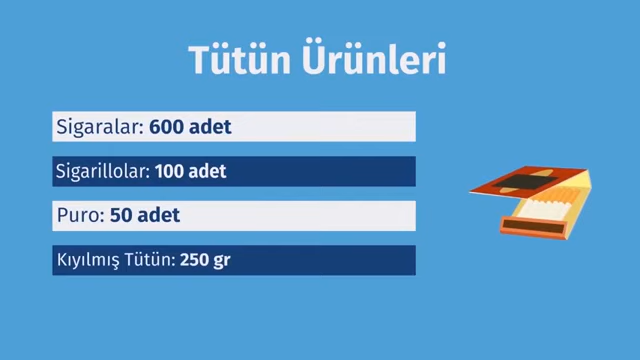 Tütün Ürünleri
Sigaralar: 600 adet
Sigarillolar: 100 adet
Puro: 50 adet
Kıyılmış Tütün: 250 gr